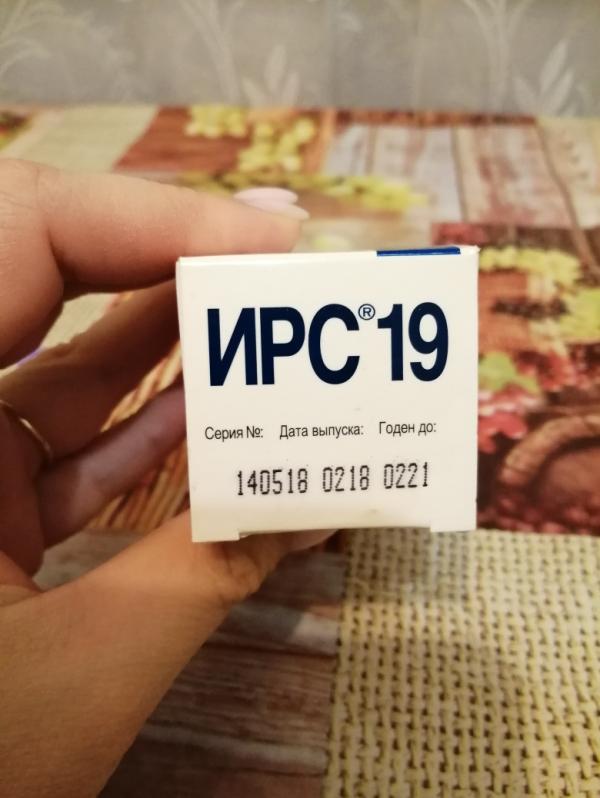 ИРС® 19
Серия №: Дата выпуска: Годен до:
140518 0218 0221